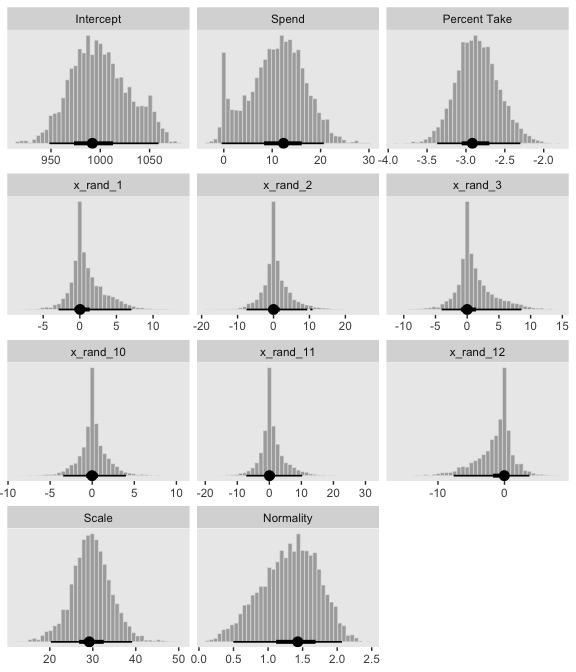 Intercept Spend Percent Take
950 1000 1050 0 10 20 30 -4.0 -3.5 -3.0 -2.5 -2.0
x_rand_1 x_rand_2 x_rand_3
-5 0 5 10 -20 -10 0 10 20 -10 -5 0 5 10 15
x_rand_10 x_rand_11 x_rand_12
-10 -5 0 5 10 -20 -10 0 10 20 30 -10 0
Scale Normality
20 30 40 50 0.0 0.5 1.0 1.5 2.0 2.5